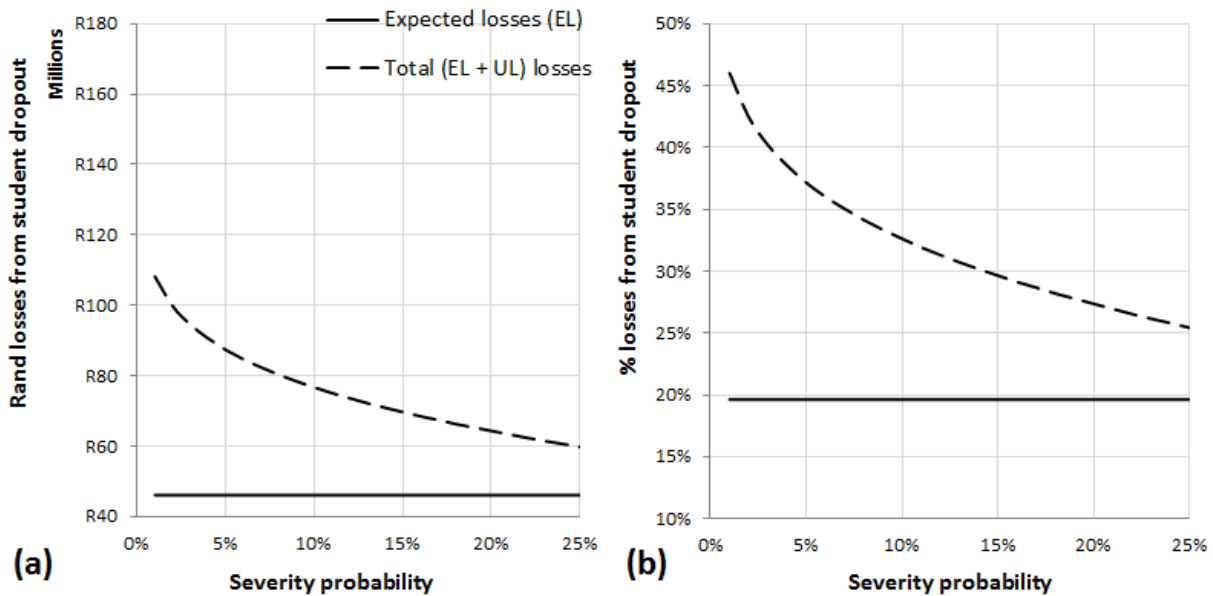 Rand losses from student dropout
Millions
R180
R160
R140
R120
R100
R80
R60
R40
0%
5%
10%
15%
20%
25%
Severity probability
(a)
Expected losses (EL)
Total (EL + UL) losses
% losses from student dropout
50%
45%
40%
35%
30%
25%
20%
15%
10%
0%
5%
10%
15%
20%
25%
Severity probability
(b)